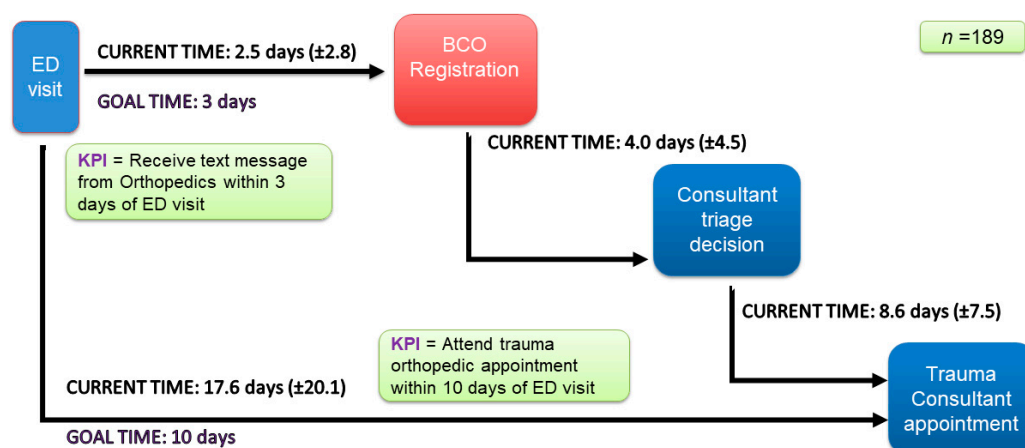 ED
visit
CURRENT TIME: 2.5 days (±2.8)
GOAL TIME: 3 days
BCO
Registration
n =189
KPI = Receive text message
from Orthopedics within 3
days of ED visit
CURRENT TIME: 4.0 days (±4.5)
Consultant
triage
decision
CURRENT TIME: 8.6 days (±7.5)
KPI = Attend trauma
orthopedic appointment
within 10 days of ED visit
CURRENT TIME: 17.6 days (±20.1)
GOAL TIME: 10 days
Trauma
Consultant
appointment